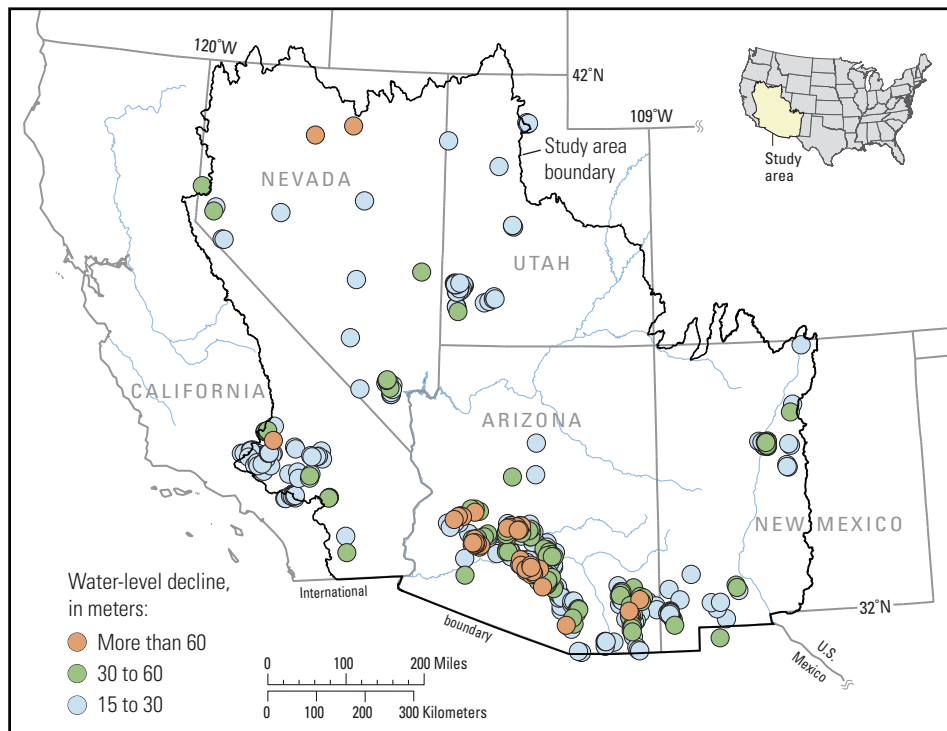 120°W
42°N
109°W
Study area
boundary
Study
area
NEVADA
UTAH
CALIFORNIA
ARIZONA
NEW MEXICO
32°N
International
boundary
U.S.
Mexico
Water-level decline,
in meters:
More than 60
30 to 60
15 to 30
0 100 200 Miles
0 100 200 300 Kilometers